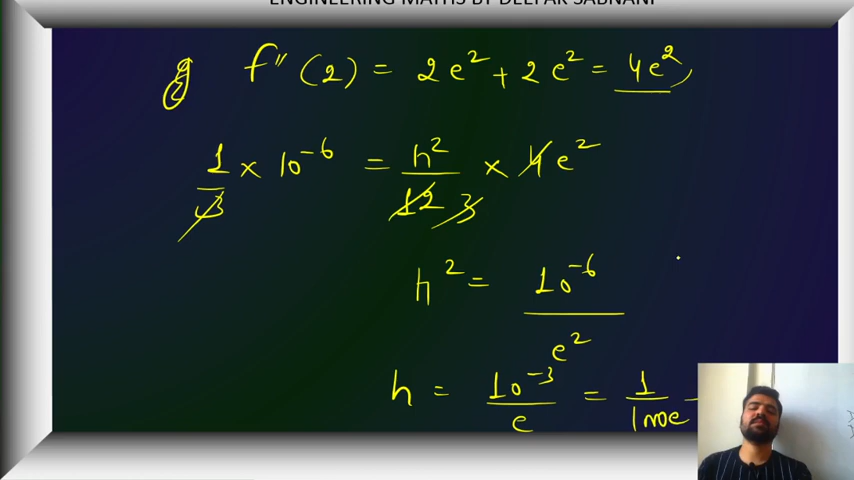 ENGINEERING MATHS BY DEEPAK SABNANI
f″(2) = 2e² + 2e² = 4e²
1/3 × 10⁻⁶ = h²/12 3 × 4e²
h² = 10⁻⁶/e²
h = 10⁻³/e = 1/1000e